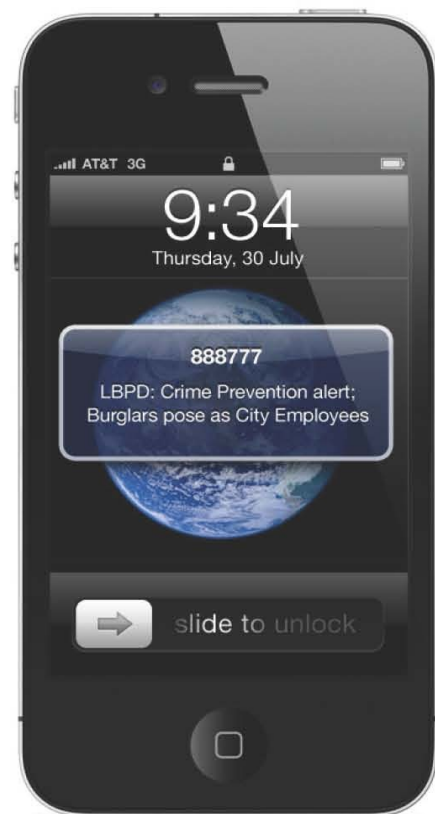 AT&T 3G
9:34
Thursday, 30 July
888777
LBPD: Crime Prevention alert;
Burglars pose as City Employees
slide to unlock